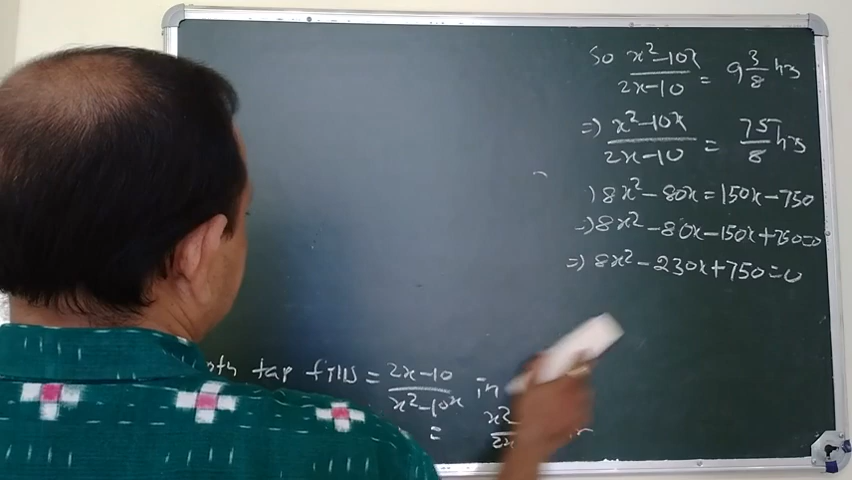 So x²-10x/2x-10 = 9 3/8 hrs
=) x²-10x/2x-10 = 75/8 hrs
) 8x²-80x=150x-750
=) 8x²-80x-150x+750=0
=) 8x²-230x+750=0
tap fills = 2x-10/x²-10x in
= x²